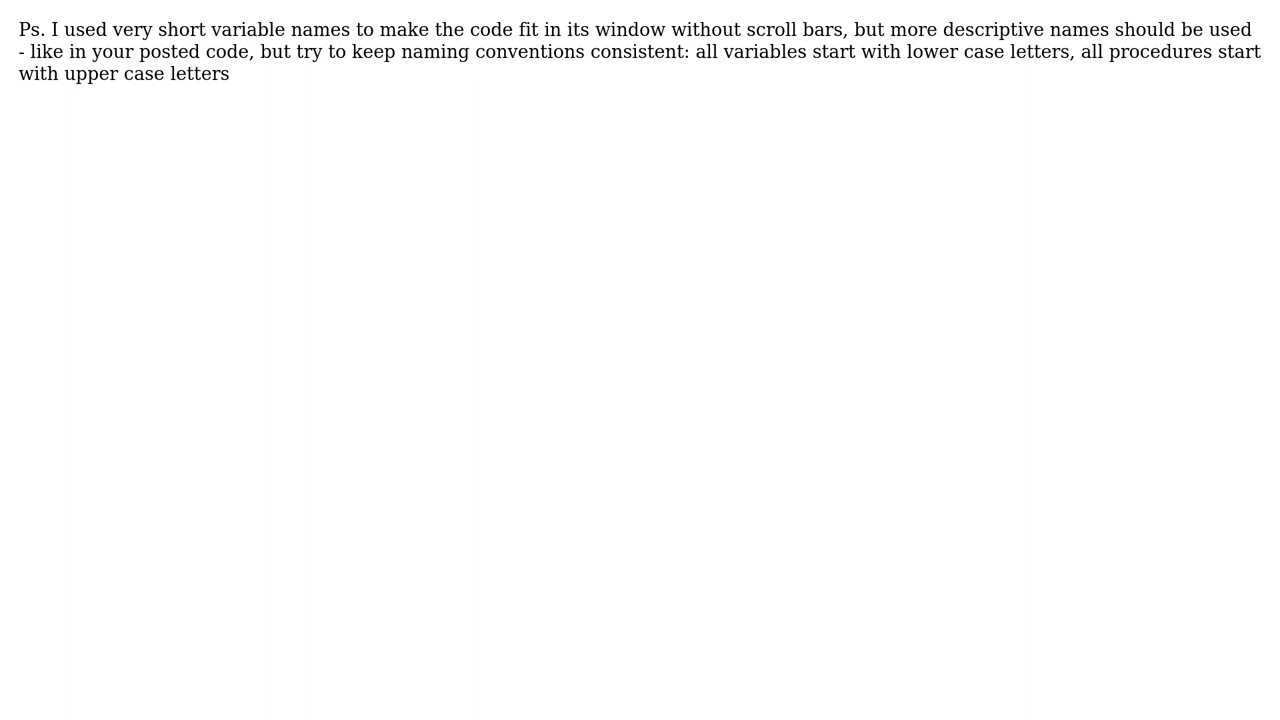 Ps. I used very short variable names to make the code fit in its window without scroll bars, but more descriptive names should be used
- like in your posted code, but try to keep naming conventions consistent: all variables start with lower case letters, all procedures start
with upper case letters